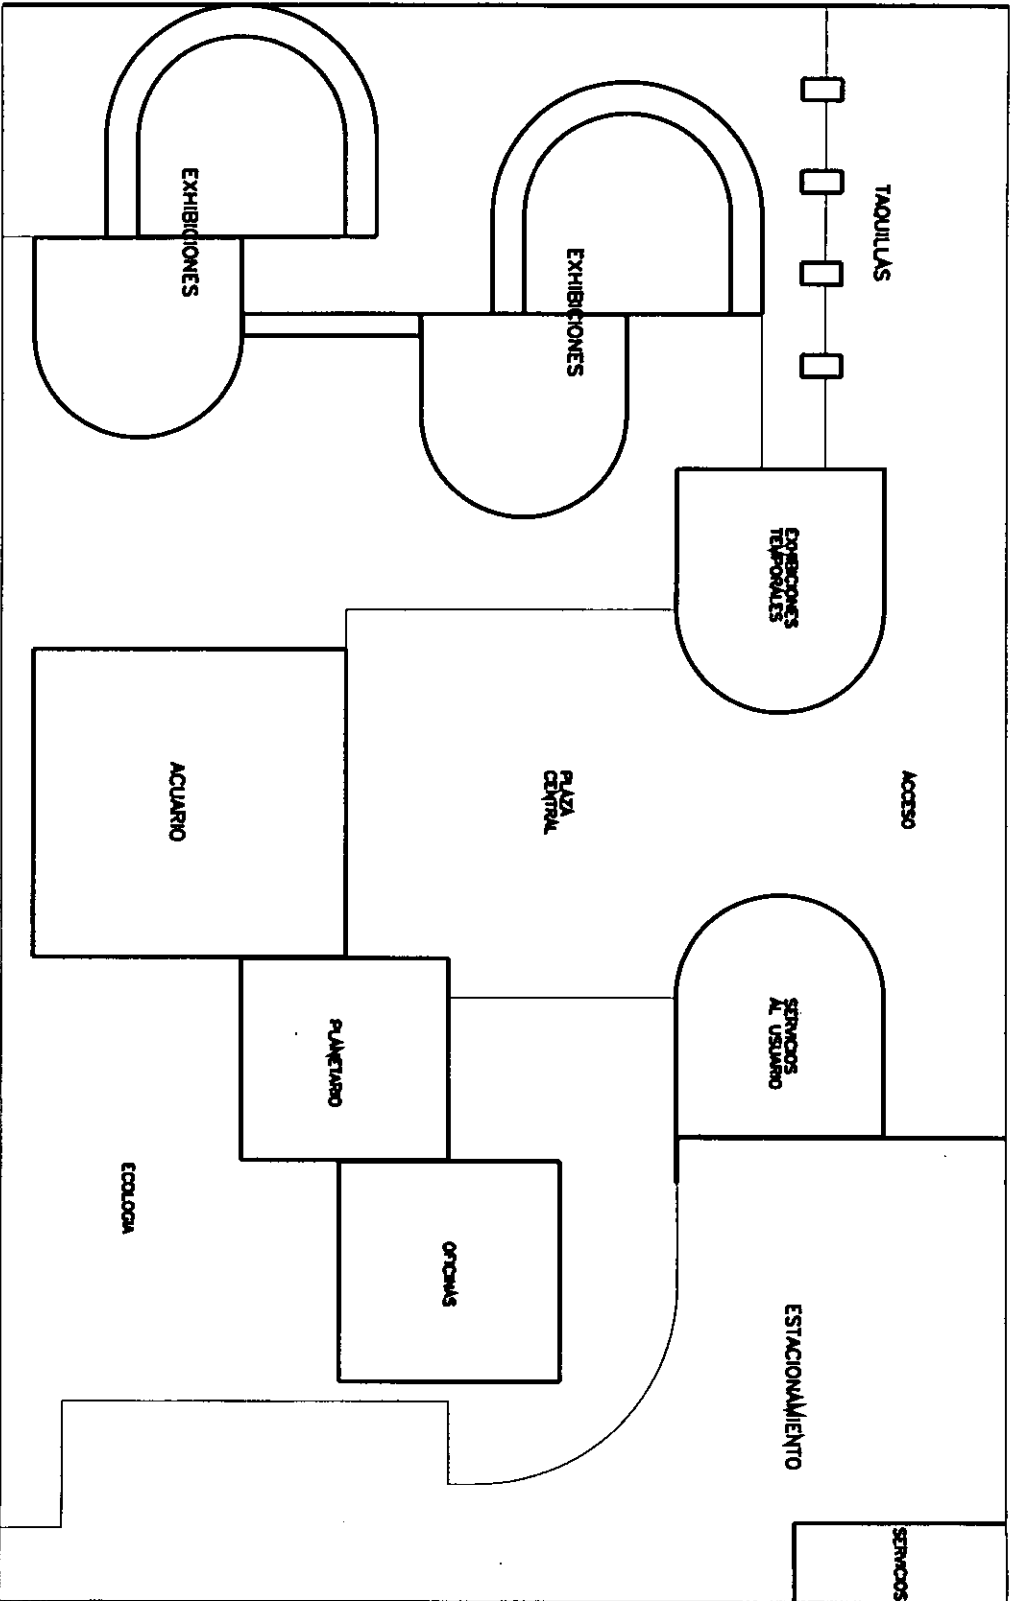 TAQUILLAS
ACCESO
SERVICIOS
EXHIBICIONES
TEMPORALES
SERVICIOS
AL USUARIO
ESTACIONAMIENTO
EXHIBICIONES
PLAZA
CENTRAL
OFICINAS
PLANETARIO
EXHIBICIONES
ACUARIO
ECOLOGIA